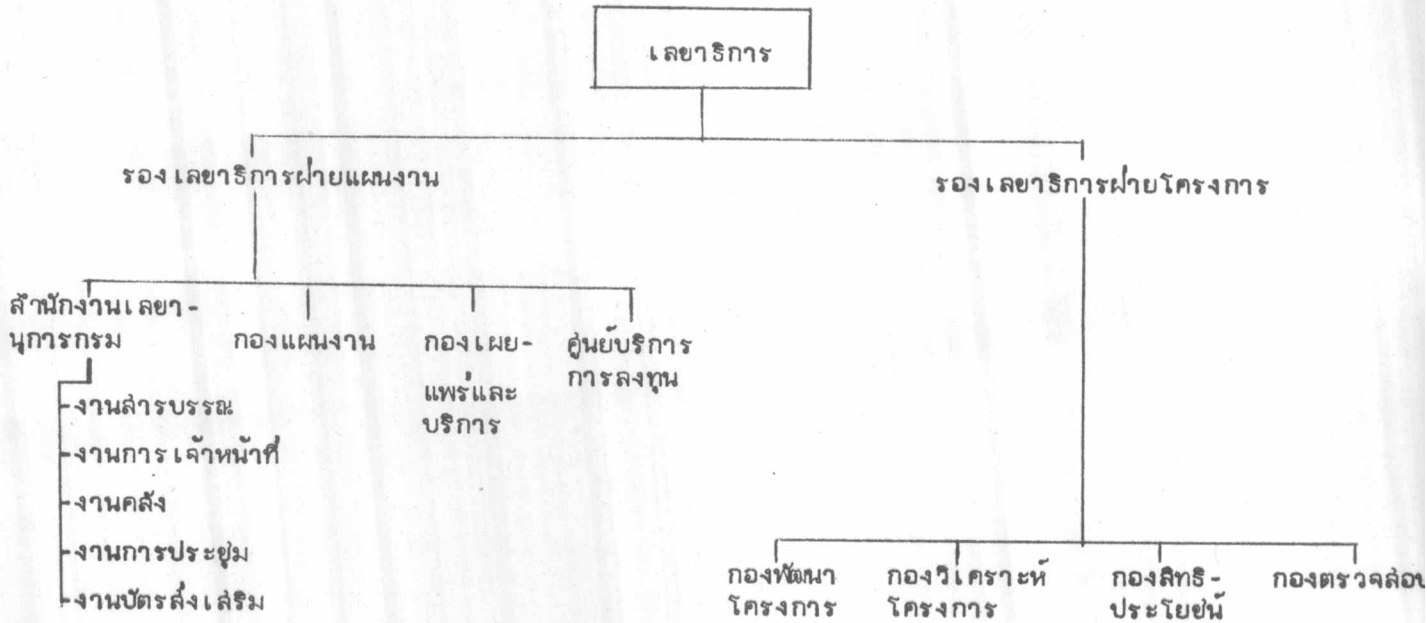 เลขาธิการ
รองเลขาธิการฝ่ายแผนงาน
รองเลขาธิการฝ่ายโครงการ
สำนักงานเลขา-
นุการกรม
กองแผนงาน
กองเผย-
แพร่และ
บริการ
ศูนย์บริการ
การลงทุน
-งานสารบรรณ
-งานการเจ้าหน้าที่
-งานคลัง
-งานการประชุม
-งานบัตรส่งเสริม
กองพัฒนา
โครงการ
กองวิเคราะห์
โครงการ
กองสิทธิ-
ประโยชน์
กองตรวจสอบ